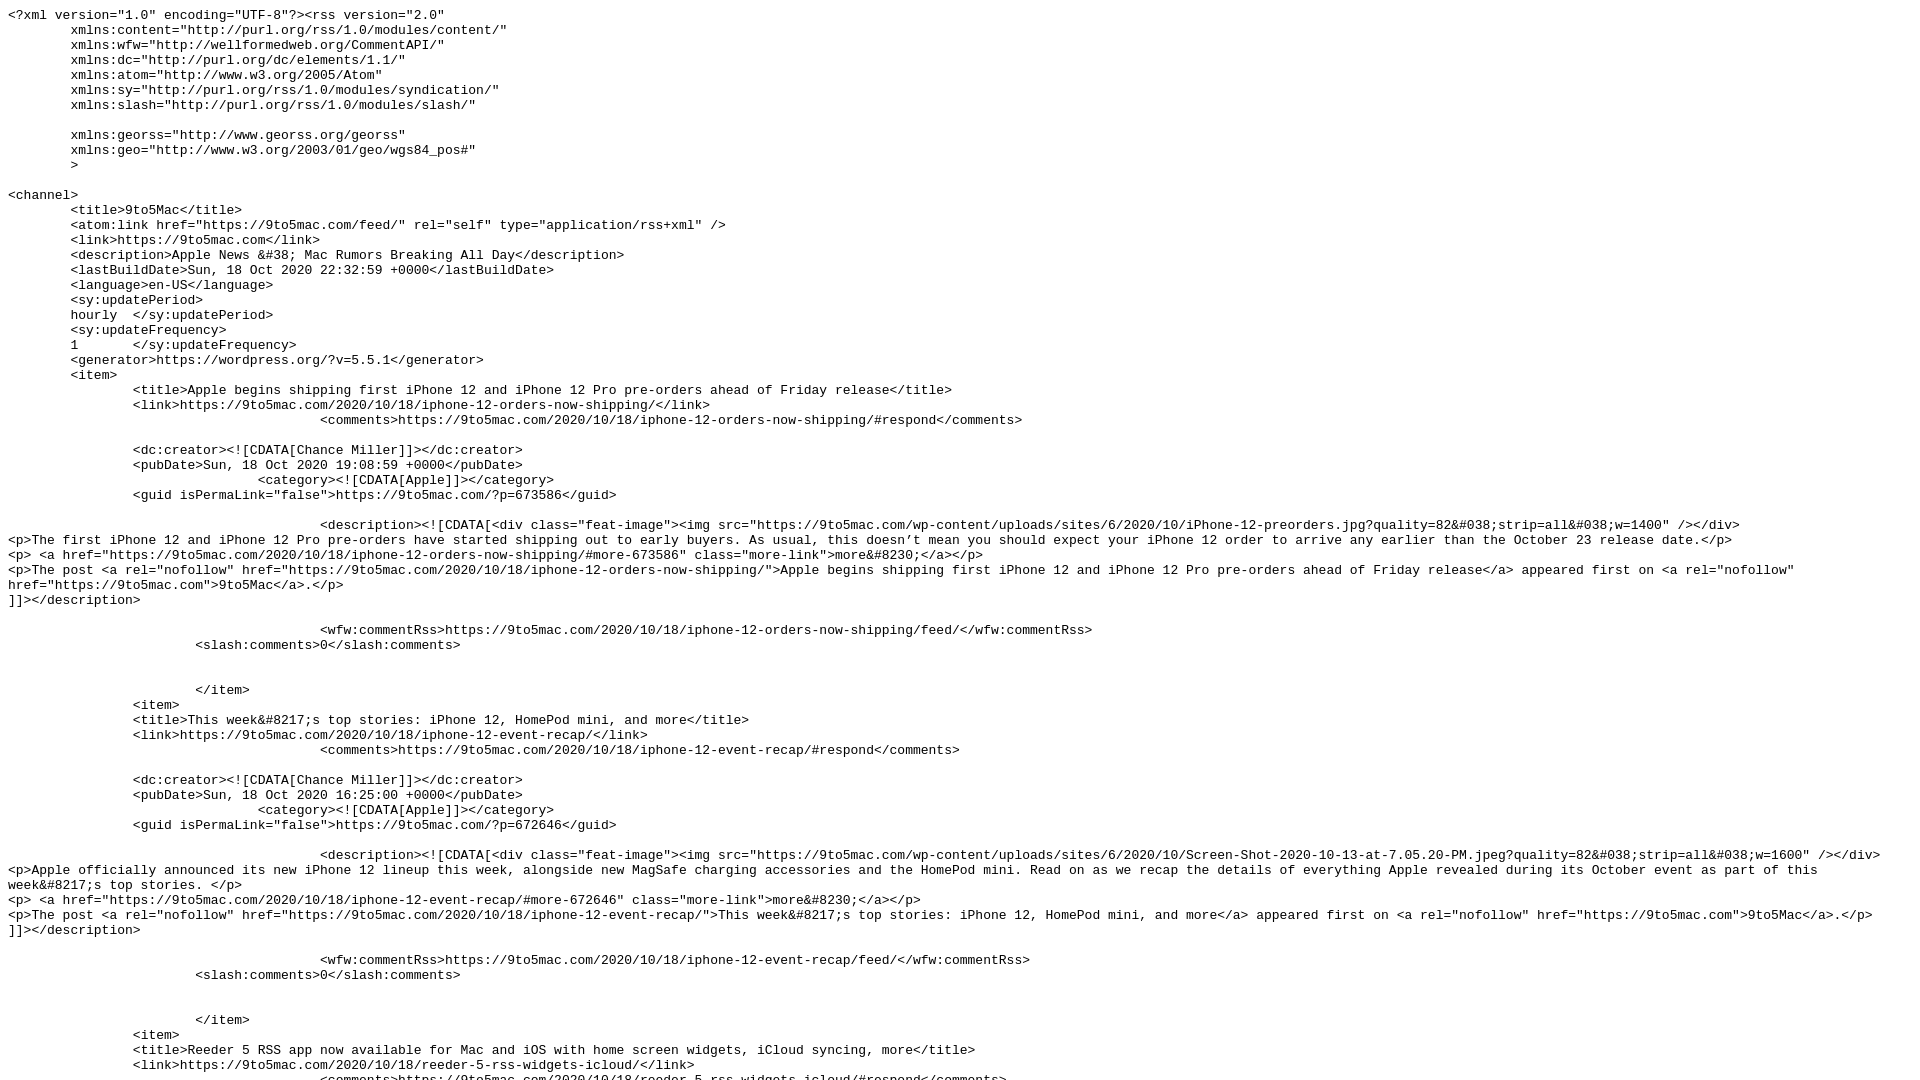 <?xml version="1.0" encoding="UTF-8"?><rss version="2.0"
xmlns:content="http://purl.org/rss/1.0/modules/content/"
xmlns:wfw="http://wellformedweb.org/CommentAPI/"
xmlns:dc="http://purl.org/dc/elements/1.1/"
xmlns:atom="http://www.w3.org/2005/Atom"
xmlns:sy="http://purl.org/rss/1.0/modules/syndication/"
xmlns:slash="http://purl.org/rss/1.0/modules/slash/"
xmlns:georss="http://www.georss.org/georss"
xmlns:geo="http://www.w3.org/2003/01/geo/wgs84_pos#"
>
<channel>
<title>9to5Mac</title>
<atom:link href="https://9to5mac.com/feed/" rel="self" type="application/rss+xml" />
<link>https://9to5mac.com</link>
<description>Apple News &#38; Mac Rumors Breaking All Day</description>
<lastBuildDate>Sun, 18 Oct 2020 22:32:59 +0000</lastBuildDate>
<language>en-US</language>
<sy:updatePeriod>
hourly </sy:updatePeriod>
<sy:updateFrequency>
1 </sy:updateFrequency>
<generator>https://wordpress.org/?v=5.5.1</generator>
<item>
<title>Apple begins shipping first iPhone 12 and iPhone 12 Pro pre-orders ahead of Friday release</title>
<link>https://9to5mac.com/2020/10/18/iphone-12-orders-now-shipping/</link>
<comments>https://9to5mac.com/2020/10/18/iphone-12-orders-now-shipping/#respond</comments>
<dc:creator><![CDATA[Chance Miller]]></dc:creator>
<pubDate>Sun, 18 Oct 2020 19:08:59 +0000</pubDate>
<category><![CDATA[Apple]]></category>
<guid isPermaLink="false">https://9to5mac.com/?p=673586</guid>
<description><![CDATA[<div class="feat-image"><img src="https://9to5mac.com/wp-content/uploads/sites/6/2020/10/iPhone-12-preorders.jpg?quality=82&#038;strip=all&#038;w=1400" /></div>
<p>The first iPhone 12 and iPhone 12 Pro pre-orders have started shipping out to early buyers. As usual, this doesn’t mean you should expect your iPhone 12 order to arrive any earlier than the October 23 release date.</p>
<p> <a href="https://9to5mac.com/2020/10/18/iphone-12-orders-now-shipping/#more-673586" class="more-link">more&#8230;</a></p>
<p>The post <a rel="nofollow" href="https://9to5mac.com/2020/10/18/iphone-12-orders-now-shipping/">Apple begins shipping first iPhone 12 and iPhone 12 Pro pre-orders ahead of Friday release</a> appeared first on <a rel="nofollow"
href="https://9to5mac.com">9to5Mac</a>.</p>
]]></description>
<wfw:commentRss>https://9to5mac.com/2020/10/18/iphone-12-orders-now-shipping/feed/</wfw:commentRss>
<slash:comments>0</slash:comments>
</item>
<item>
<title>This week&#8217;s top stories: iPhone 12, HomePod mini, and more</title>
<link>https://9to5mac.com/2020/10/18/iphone-12-event-recap/</link>
<comments>https://9to5mac.com/2020/10/18/iphone-12-event-recap/#respond</comments>
<dc:creator><![CDATA[Chance Miller]]></dc:creator>
<pubDate>Sun, 18 Oct 2020 16:25:00 +0000</pubDate>
<category><![CDATA[Apple]]></category>
<guid isPermaLink="false">https://9to5mac.com/?p=672646</guid>
<description><![CDATA[<div class="feat-image"><img src="https://9to5mac.com/wp-content/uploads/sites/6/2020/10/Screen-Shot-2020-10-13-at-7.05.20-PM.jpeg?quality=82&#038;strip=all&#038;w=1600" /></div>
<p>Apple officially announced its new iPhone 12 lineup this week, alongside new MagSafe charging accessories and the HomePod mini. Read on as we recap the details of everything Apple revealed during its October event as part of this
week&#8217;s top stories. </p>
<p> <a href="https://9to5mac.com/2020/10/18/iphone-12-event-recap/#more-672646" class="more-link">more&#8230;</a></p>
<p>The post <a rel="nofollow" href="https://9to5mac.com/2020/10/18/iphone-12-event-recap/">This week&#8217;s top stories: iPhone 12, HomePod mini, and more</a> appeared first on <a rel="nofollow" href="https://9to5mac.com">9to5Mac</a>.</p>
]]></description>
<wfw:commentRss>https://9to5mac.com/2020/10/18/iphone-12-event-recap/feed/</wfw:commentRss>
<slash:comments>0</slash:comments>
</item>
<item>
<title>Reeder 5 RSS app now available for Mac and iOS with home screen widgets, iCloud syncing, more</title>
<link>https://9to5mac.com/2020/10/18/reeder-5-rss-widgets-icloud/</link>
<comments>https://9to5mac.com/2020/10/18/reeder-5-rss-widgets-icloud/#respond</comments>